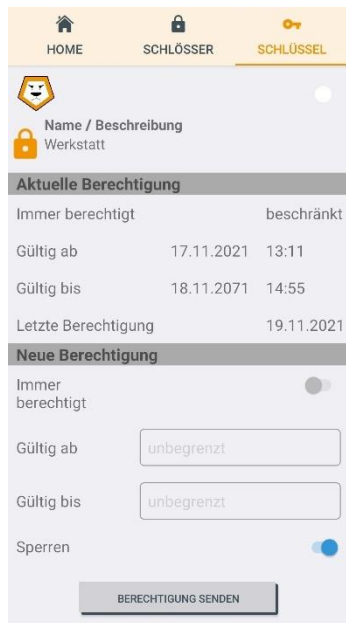 HOME SCHLÖSSER SCHLÜSSEL
Name / Beschreibung
Werkstatt
Aktuelle Berechtigung
Immer berechtigt beschränkt
Gültig ab 17.11.2021 13:11
Gültig bis 18.11.2071 14:55
Letzte Berechtigung 19.11.2021
Neue Berechtigung
Immer
berechtigt
Gültig ab unbegrenzt
Gültig bis unbegrenzt
Sperren
BERECHTIGUNG SENDEN